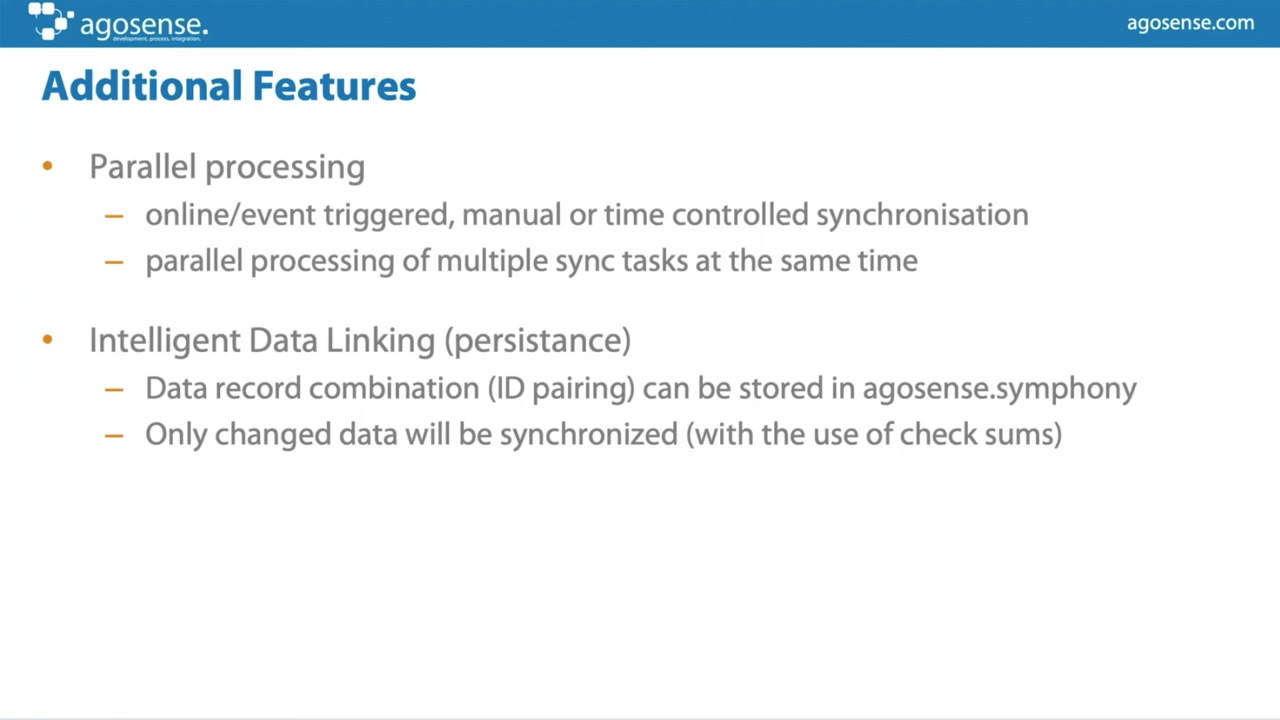 agosense.
development. process. integration.
agosense.com
Additional Features
• Parallel processing
– online/event triggered, manual or time controlled synchronisation
– parallel processing of multiple sync tasks at the same time
• Intelligent Data Linking (persistance)
– Data record combination (ID pairing) can be stored in agosense.symphony
– Only changed data will be synchronized (with the use of check sums)